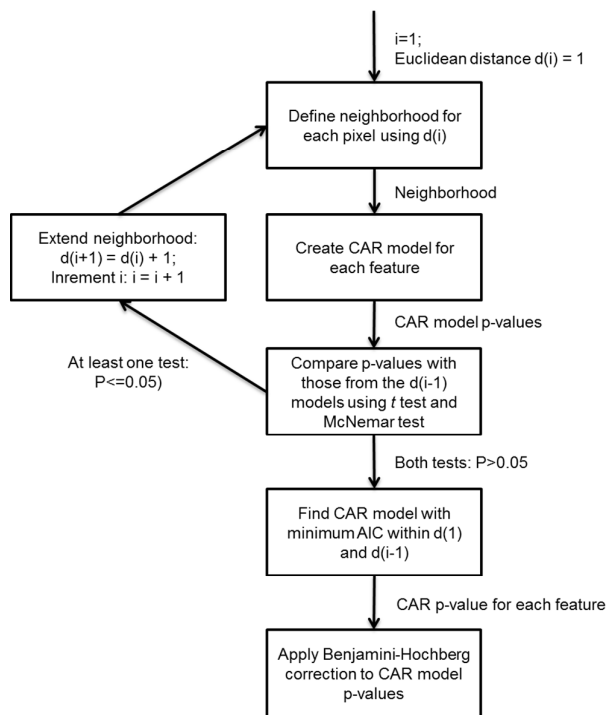 i=1;
Euclidean distance d(i) = 1
Define neighborhood for
each pixel using d(i)
Neighborhood
Extend neighborhood:
d(i+1) = d(i) + 1;
Inrement i: i = i + 1
Create CAR model for
each feature
CAR model p-values
At least one test:
P<=0.05)
Compare p-values with
those from the d(i-1)
models using t test and
McNemar test
Both tests: P>0.05
Find CAR model with
minimum AIC within d(1)
and d(i-1)
CAR p-value for each feature
Apply Benjamini-Hochberg
correction to CAR model
p-values